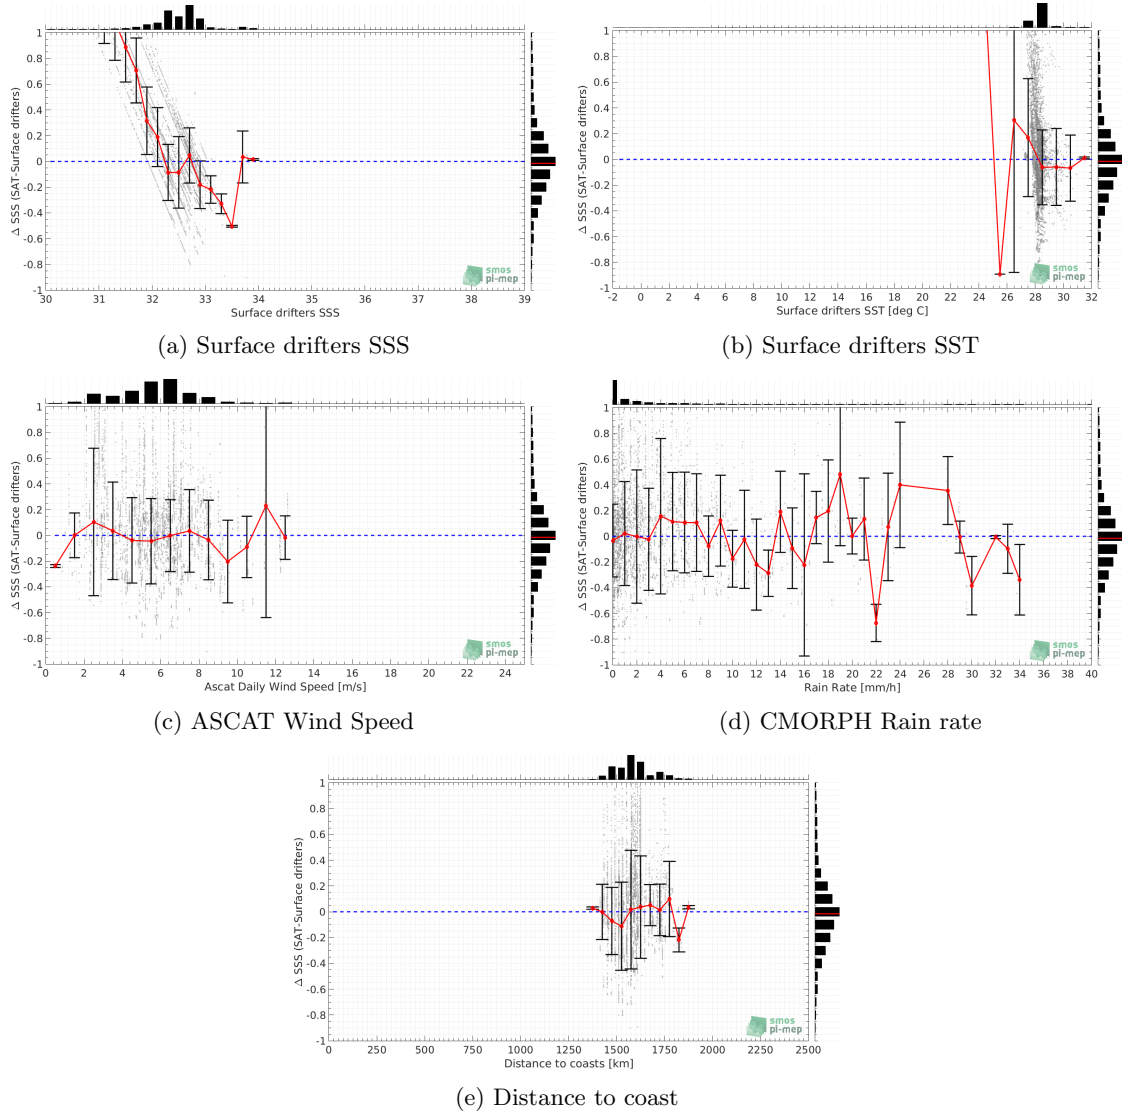 1
0.8
0.6
0.4
0.2
0
-0.2
-0.4
-0.6
-0.8
-1
Δ SSS (SAT-Surface drifters)
30 31 32 33 34 35 36 37 38 39
Surface drifters SSS
smos
pi-mep
(a) Surface drifters SSS
1
0.8
0.6
0.4
0.2
0
-0.2
-0.4
-0.6
-0.8
-1
Δ SSS (SAT-Surface drifters)
-2 0 2 4 6 8 10 12 14 16 18 20 22 24 26 28 30 32
Surface drifters SST [deg C]
smos
pi-mep
(b) Surface drifters SST
1
0.8
0.6
0.4
0.2
0
-0.2
-0.4
-0.6
-0.8
-1
Δ SSS (SAT-Surface drifters)
0 2 4 6 8 10 12 14 16 18 20 22 24
Ascat Daily Wind Speed [m/s]
smos
pi-mep
(c) ASCAT Wind Speed
1
0.8
0.6
0.4
0.2
0
-0.2
-0.4
-0.6
-0.8
-1
Δ SSS (SAT-Surface drifters)
0 2 4 6 8 10 12 14 16 18 20 22 24 26 28 30 32 34 36 38 40
Rain Rate [mm/h]
smos
pi-mep
(d) CMORPH Rain rate
1
0.8
0.6
0.4
0.2
0
-0.2
-0.4
-0.6
-0.8
-1
Δ SSS (SAT-Surface drifters)
0 250 500 750 1000 1250 1500 1750 2000 2250 2500
Distance to coasts [km]
smos
pi-mep
(e) Distance to coast